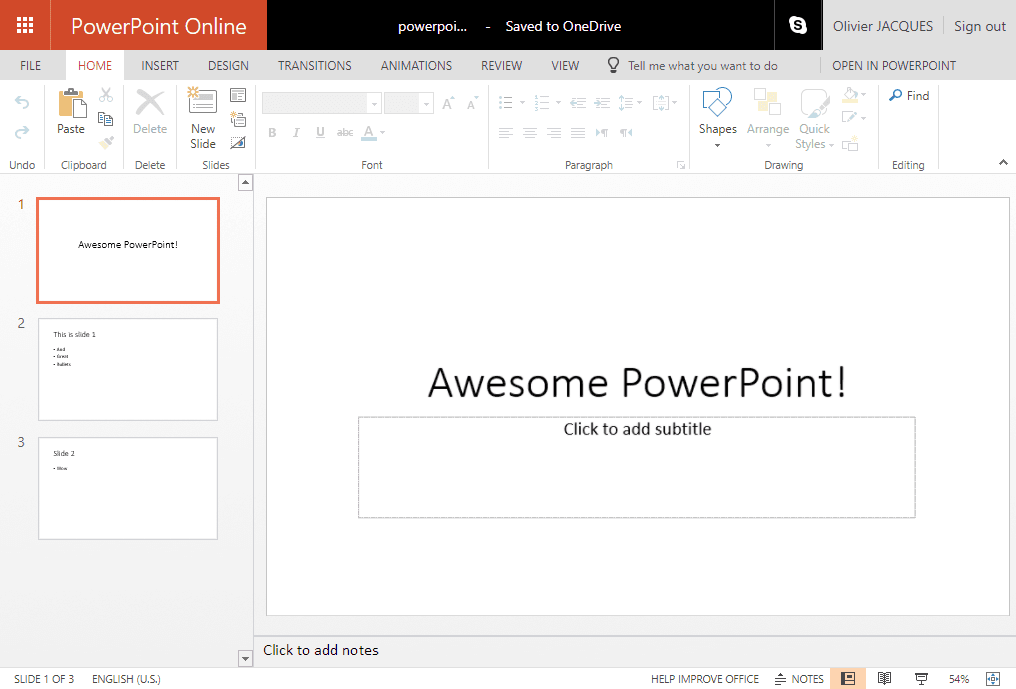 PowerPoint Online
powerpoi... - Saved to OneDrive
Olivier JACQUES
Sign out
FILE HOME INSERT DESIGN TRANSITIONS ANIMATIONS REVIEW VIEW Tell me what you want to do OPEN IN POWERPOINT
Paste
Delete
New
Slide
B I U abc A
A A
Shapes
Arrange
Quick
Styles
Find
Undo Clipboard Delete Slides Font Paragraph Drawing Editing
1
Awesome PowerPoint!
2
This is slide 1
• And
• Great
• Bullets
3
Slide 2
• Wow
Awesome PowerPoint!
Click to add subtitle
Click to add notes
SLIDE 1 OF 3 ENGLISH (U.S.) HELP IMPROVE OFFICE NOTES 54%